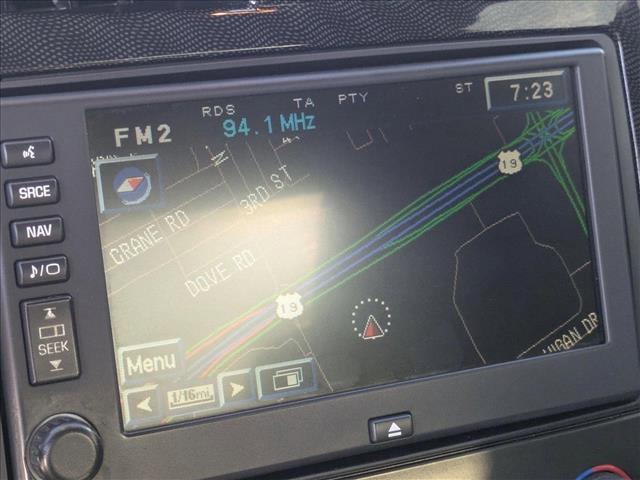 RDS TA PTY ST 7:23
FM2 94.1 MHz
19
SRCE
3RD ST
NAV
CRANE RD
DOVE RD
19
SEEK
Menu
1/16mi